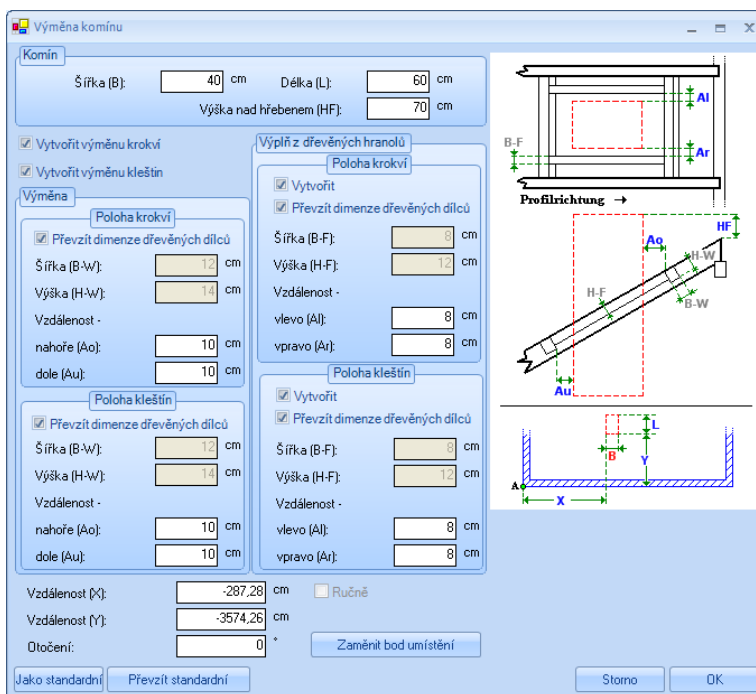 Výměna komínu
Komín
Šířka (B): 40 cm Délka (L): 60 cm
Výška nad hřebenem (HF): 70 cm
Vytvořit výměnu krokví
Vytvořit výměnu kleštin
Výměna
Poloha krokví
Převzít dimenze dřevěných dílců
Šířka (B-W): 12 cm
Výška (H-W): 14 cm
Vzdálenost -
nahoře (Ao): 10 cm
dole (Au): 10 cm
Poloha kleštín
Převzít dimenze dřevěných dílců
Šířka (B-W): 12 cm
Výška (H-W): 14 cm
Vzdálenost -
nahoře (Ao): 10 cm
dole (Au): 10 cm
Výplň z dřevěných hranolů
Poloha krokví
Vytvořit
Převzít dimenze dřevěných dílců
Šířka (B-F): 8 cm
Výška (H-F): 12 cm
Vzdálenost -
vlevo (Al): 8 cm
vpravo (Ar): 8 cm
Poloha kleštín
Vytvořit
Převzít dimenze dřevěných dílců
Šířka (B-F): 8 cm
Výška (H-F): 12 cm
Vzdálenost -
vlevo (Al): 8 cm
vpravo (Ar): 8 cm
Vzdálenost (X): -287,28 cm Ručně
Vzdálenost (Y): -3574,26 cm
Otočení: 0 ° Zaměnit bod umístění
Jako standardní Převzít standardní Storno OK
Al
B-F
Ar
Profilrichtung →
HF
Ao
H-W
H-F
B-W
Au
L
B
Y
A
X